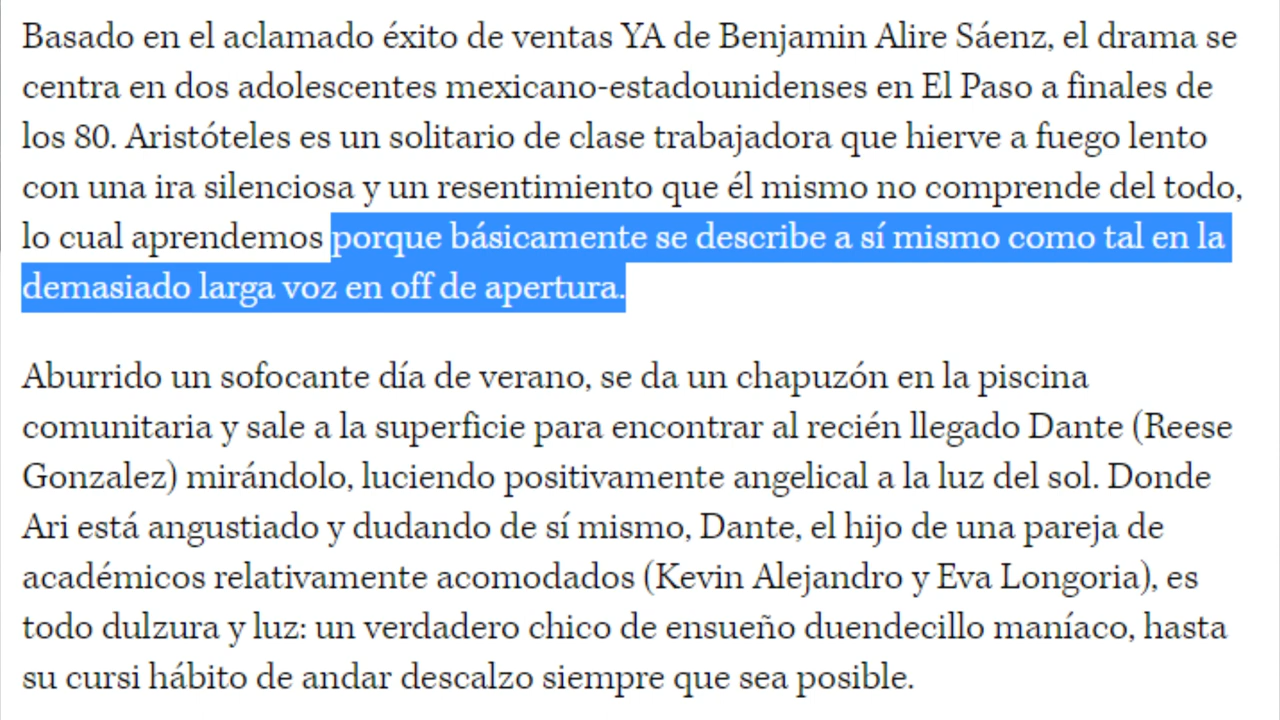 Basado en el aclamado éxito de ventas YA de Benjamin Alire Sáenz, el drama se
centra en dos adolescentes mexicano-estadounidenses en El Paso a finales de
los 80. Aristóteles es un solitario de clase trabajadora que hierve a fuego lento
con una ira silenciosa y un resentimiento que él mismo no comprende del todo,
lo cual aprendemos porque básicamente se describe a sí mismo como tal en la
demasiado larga voz en off de apertura.
Aburrido un sofocante día de verano, se da un chapuzón en la piscina
comunitaria y sale a la superficie para encontrar al recién llegado Dante (Reese
Gonzalez) mirándolo, luciendo positivamente angelical a la luz del sol. Donde
Ari está angustiado y dudando de sí mismo, Dante, el hijo de una pareja de
académicos relativamente acomodados (Kevin Alejandro y Eva Longoria), es
todo dulzura y luz: un verdadero chico de ensueño duendecillo maníaco, hasta
su cursi hábito de andar descalzo siempre que sea posible.